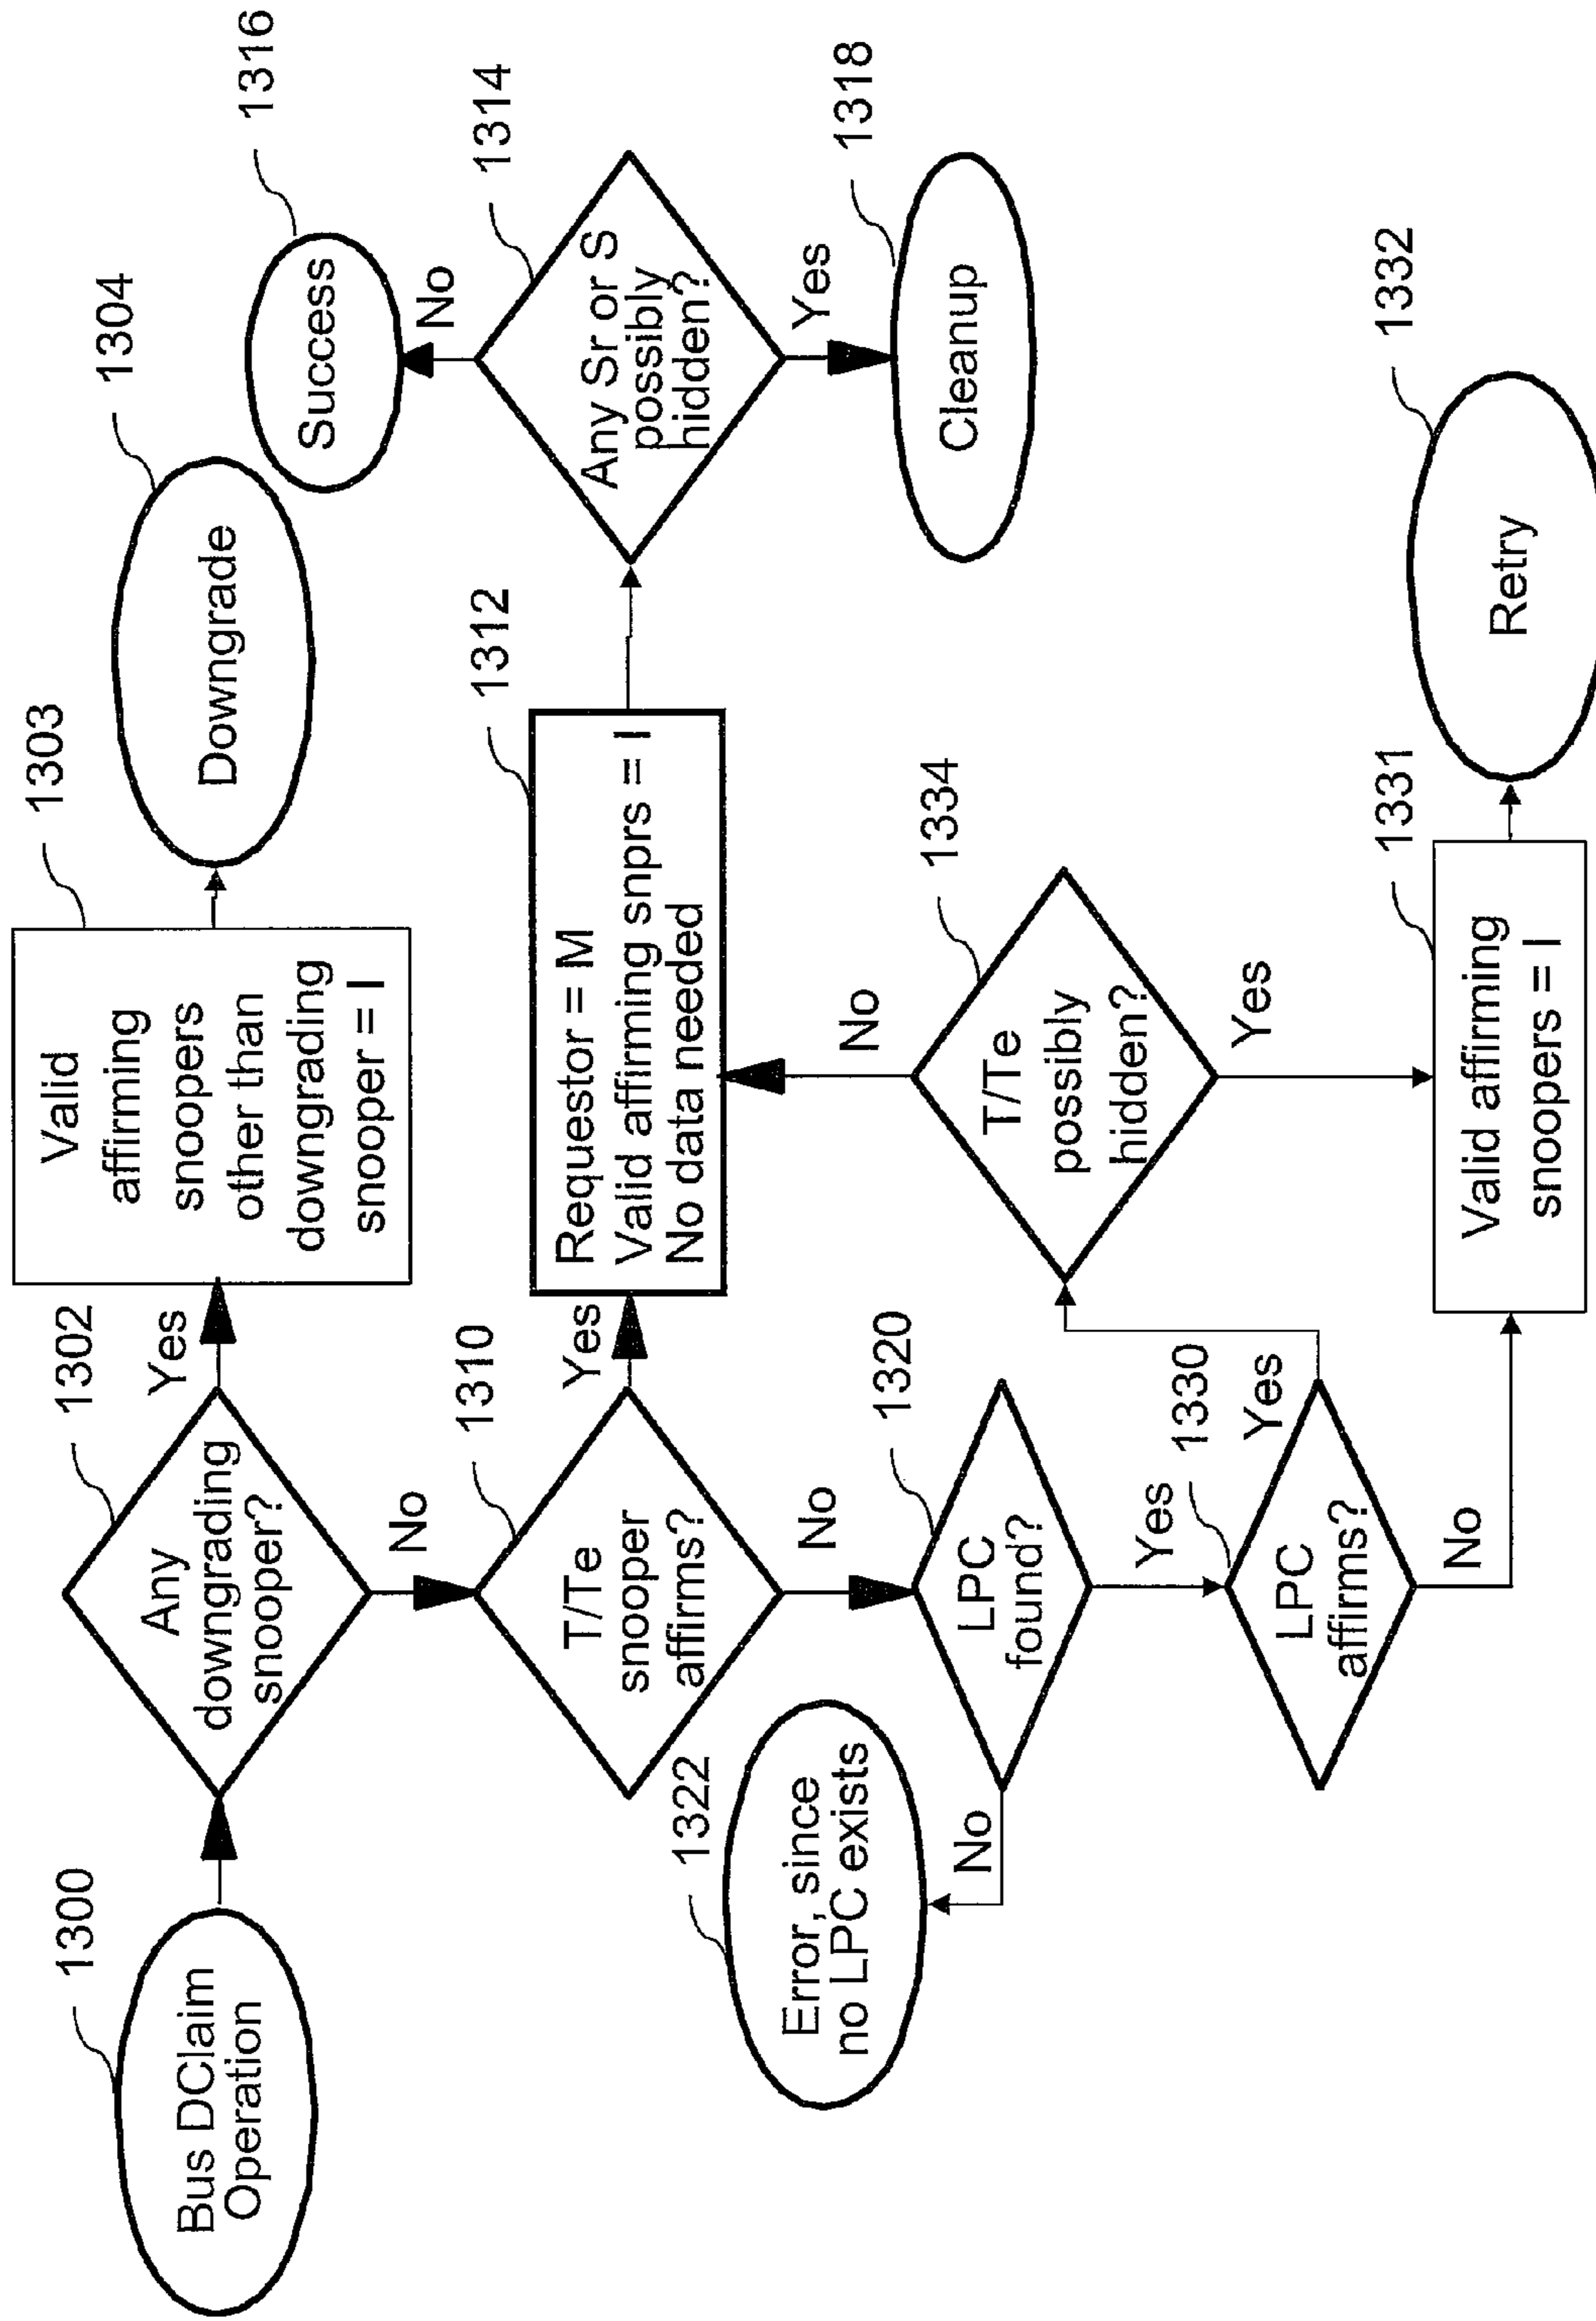 1300
Bus DClaim
Operation
1302
Any
downgrading
snooper?
Yes
No
1303
Valid
affirming
snoopers
other than
downgrading
snooper = I
1304
Downgrade
1310
T/Te
snooper
affirms?
Yes
No
1312
Requestor = M
Valid affirming snprs = I
No data needed
1314
Any Sr or S
possibly
hidden?
No
Yes
1316
Success
1318
Cleanup
1320
LPC
found?
No
Yes
1322
Error, since
no LPC exists
1330
LPC
affirms?
Yes
No
1334
T/Te
possibly
hidden?
No
Yes
1331
Valid affirming
snoopers = I
1332
Retry